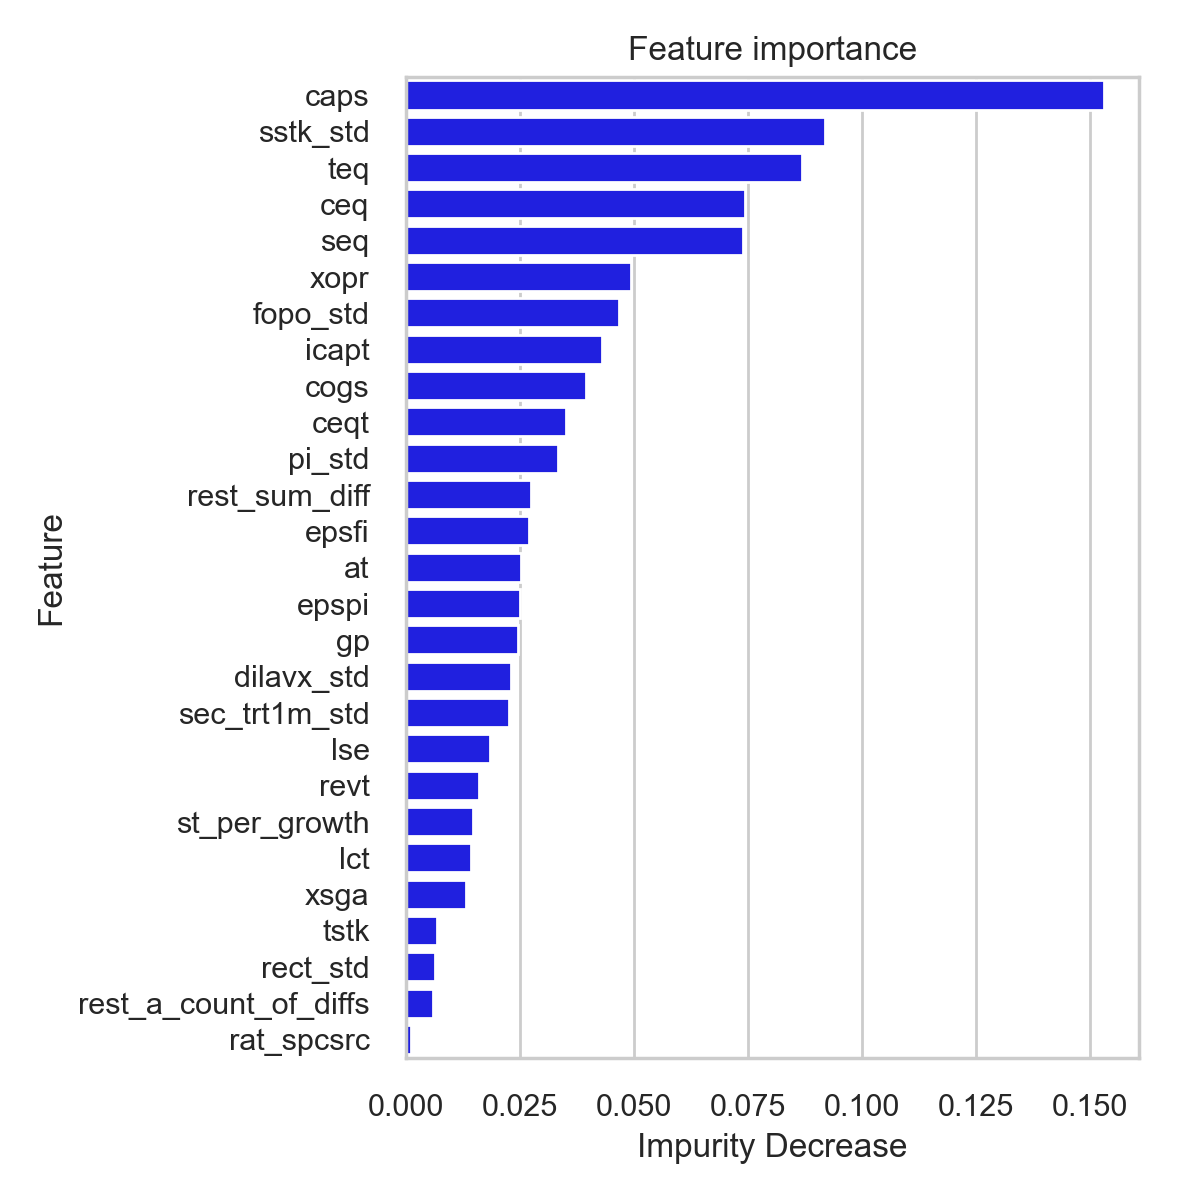 Feature importance
caps
sstk_std
teq
ceq
seq
xopr
fopo_std
icapt
cogs
ceqt
pi_std
rest_sum_diff
epsfi
at
epspi
gp
dilavx_std
sec_trt1m_std
lse
revt
st_per_growth
lct
xsga
tstk
rect_std
rest_a_count_of_diffs
rat_spcsrc
Feature
0.000 0.025 0.050 0.075 0.100 0.125 0.150
Impurity Decrease